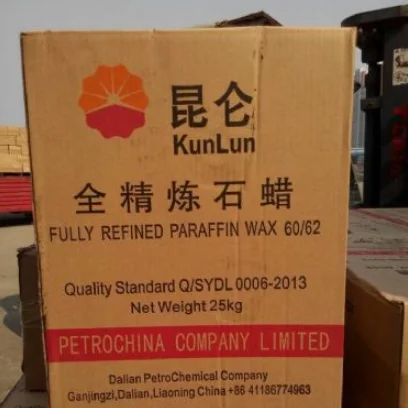 昆仑
KunLun
全精炼石蜡
FULLY REFINED PARAFFIN WAX 60/62
Quality Standard Q/SYDL 0006-2013
Net Weight 25kg
PETROCHINA COMPANY LIMITED
Dalian PetroChemical Company
Ganjingzi,Dalian,Liaoning China +86 41186774963